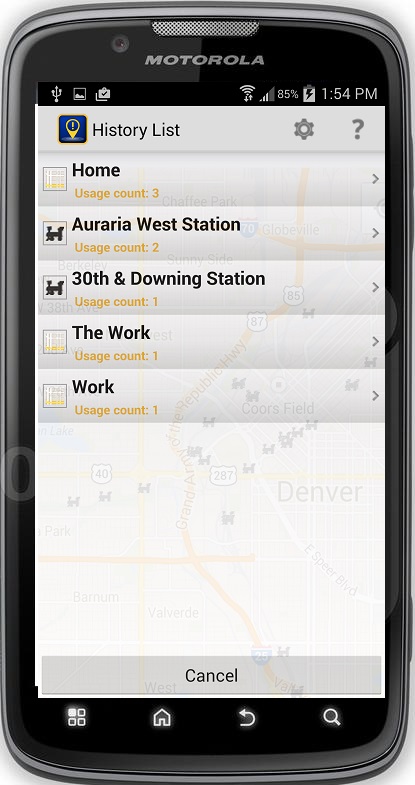 MOTOROLA
85% 1:54 PM
History List ?
Home
Usage count: 3
Chaffee Park
Auraria West Station
70
Globeville
Usage count: 2
Berkeley
Sunny Side
30th & Downing Station
85
Usage count: 1
W 38th Ave
87
The Work
Usage count: 1
Work
Usage count: 1
Coors Field
40
287
Denver
Grand Army of the Republic Hwy
E Speer Blvd
Park
Barnum
Valverde
25
Cancel
West